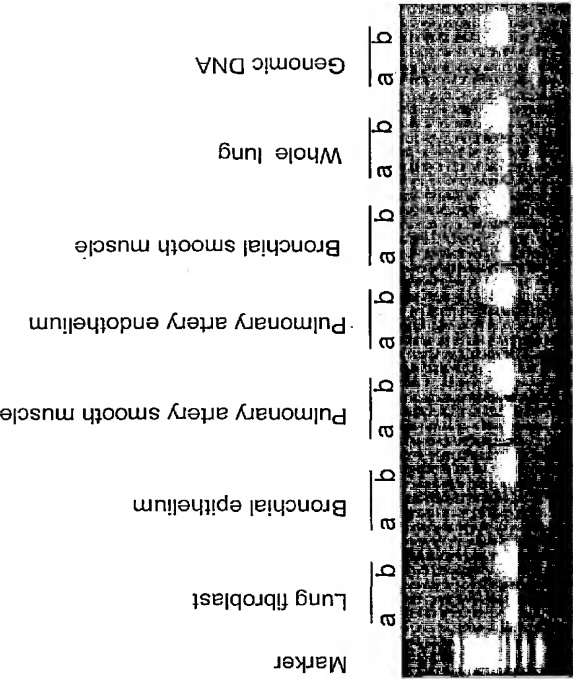 Marker
Lung fibroblast
a
b
Bronchial epithelium
a
b
Pulmonary artery smooth muscle
a
b
Pulmonary artery endothelium
a
b
Bronchial smooth muscle
a
b
Whole lung
a
b
Genomic DNA
a
b